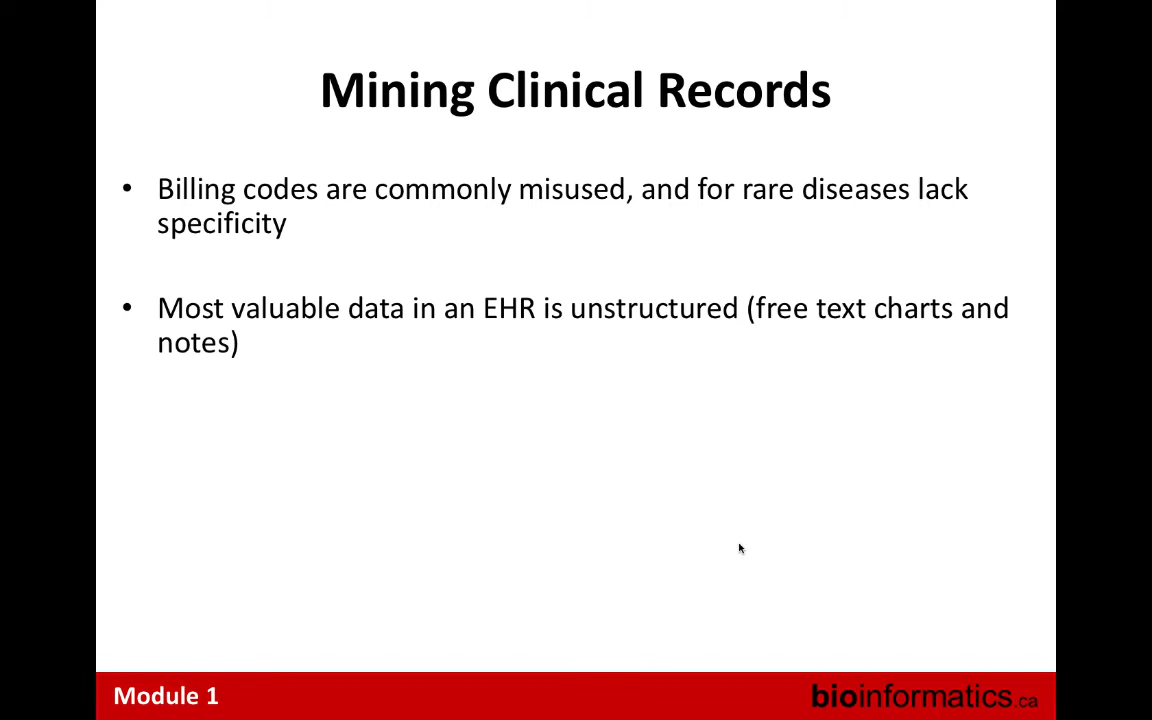 Mining Clinical Records
• Billing codes are commonly misused, and for rare diseases lack
specificity
• Most valuable data in an EHR is unstructured (free text charts and
notes)
Module 1
bioinformatics.ca